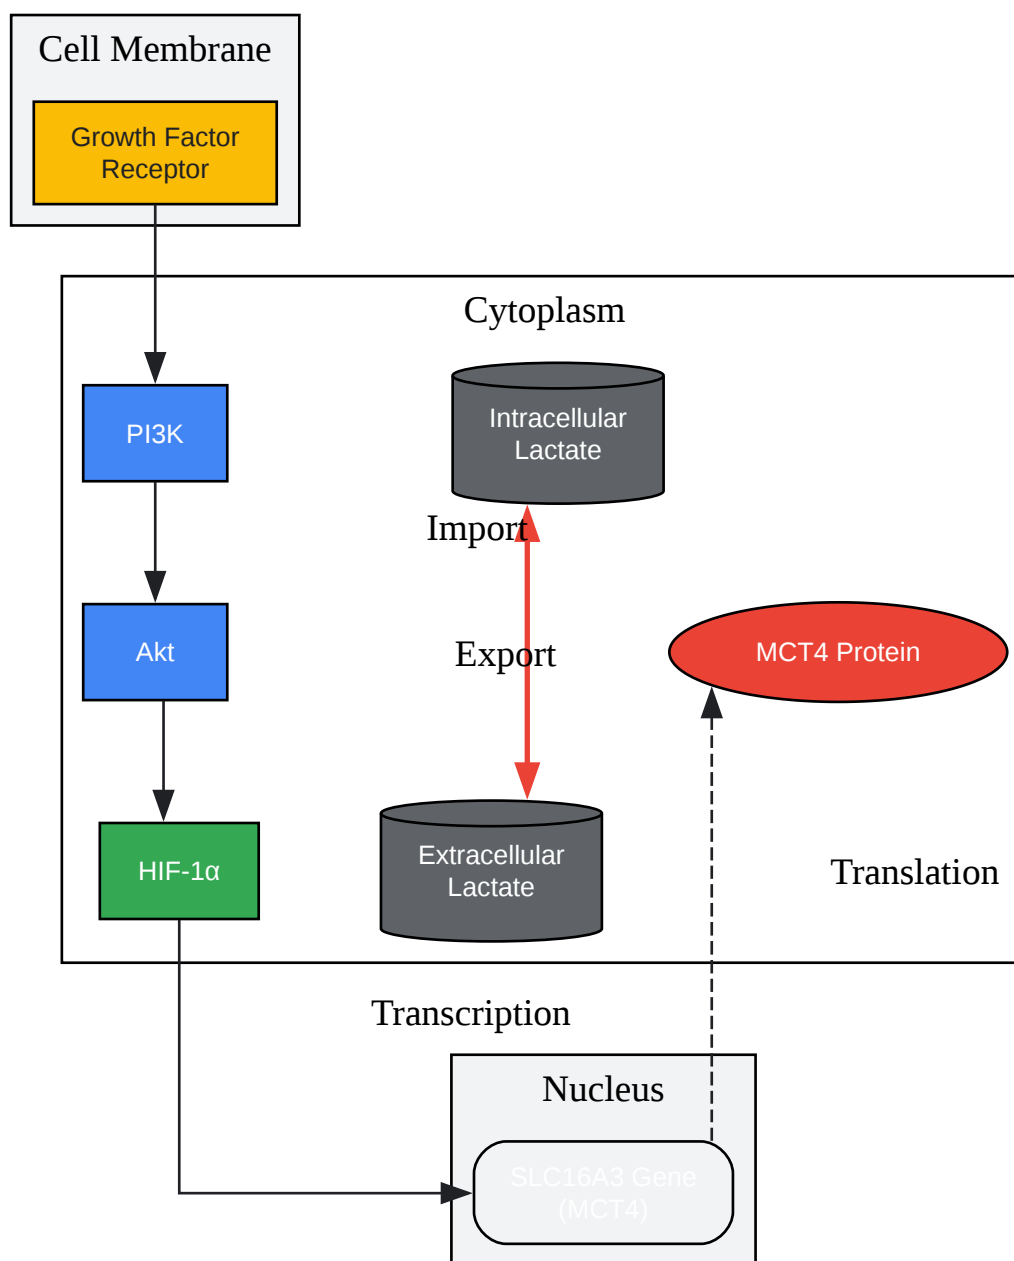 Cell Membrane
Growth Factor
Receptor
Cytoplasm
PI3K
Intracellular
Lactate
Import
Akt
Export
MCT4 Protein
HIF-1α
Extracellular
Lactate
Translation
Transcription
Nucleus
SLC16A3 Gene
(MCT4)